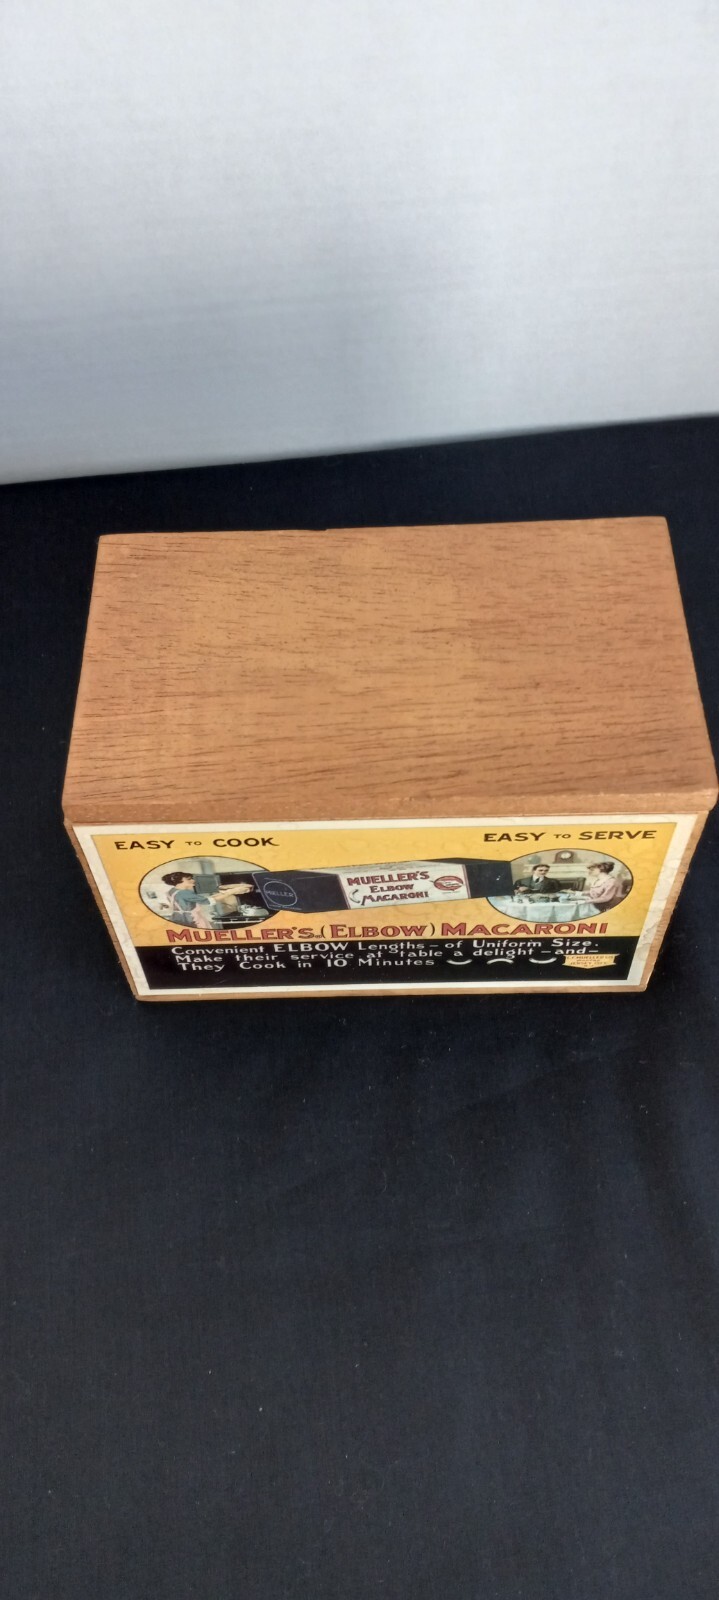 EASY TO COOK
EASY TO SERVE
MUELLER
MUELLER'S
ELBOW
MACARONI
MUELLER'S (ELBOW) MACARONI
Convenient ELBOW Lengths – of Uniform Size.
Make their service at table a delight – and –
They Cook in 10 Minutes